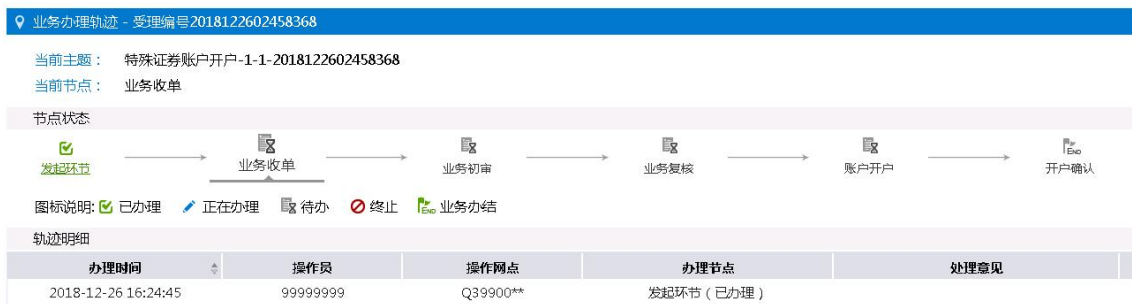 业务办理轨迹 - 受理编号2018122602458368
当前主题： 特殊证券账户开户-1-1-2018122602458368
当前节点： 业务收单
节点状态
发起环节 业务收单 业务初审 业务复核 账户开户 END 开户确认
图标说明: 已办理 正在办理 待办 终止 END 业务办结
轨迹明细
办理时间 操作员 操作网点 办理节点 处理意见
2018-12-26 16:24:45 99999999 Q39900** 发起环节（已办理）